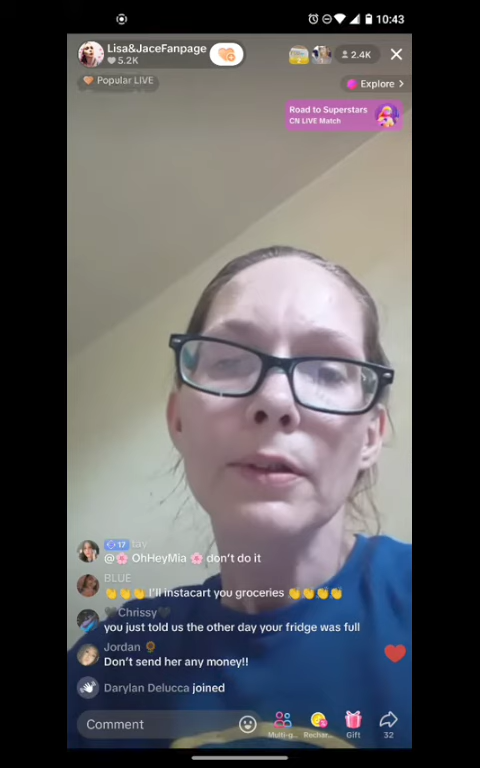 10:43
Lisa&JaceFanpage
5.2K
2.4K
Popular LIVE
Explore >
Road to Superstars
CN LIVE Match
17 tay
@🌸 OhHeyMia 🌸 don't do it
BLUE
👏👏👏 I'll instacart you groceries 👏👏👏👏
🖤Chrissy🖤
you just told us the other day your fridge was full
Jordan 🌻
Don't send her any money!!
Darylan Delucca joined
Comment
Multi-g... Rechar... Gift 32